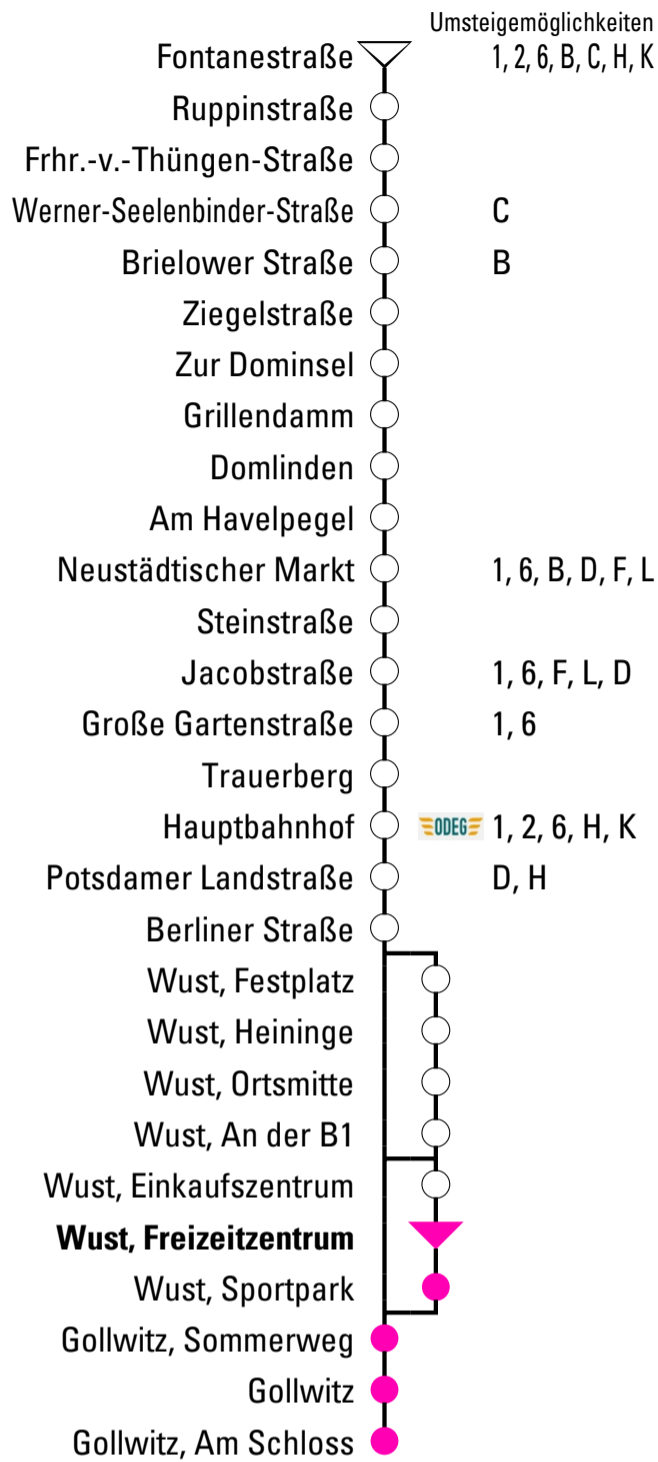 Umsteigemöglichkeiten
Fontanestraße 1, 2, 6, B, C, H, K
Ruppinstraße
Frhr.-v.-Thüngen-Straße
Werner-Seelenbinder-Straße C
Brielower Straße B
Ziegelstraße
Zur Dominsel
Grillendamm
Domlinden
Am Havelpegel
Neustädtischer Markt 1, 6, B, D, F, L
Steinstraße
Jacobstraße 1, 6, F, L, D
Große Gartenstraße 1, 6
Trauerberg
Hauptbahnhof ODEG 1, 2, 6, H, K
Potsdamer Landstraße D, H
Berliner Straße
Wust, Festplatz
Wust, Heininge
Wust, Ortsmitte
Wust, An der B1
Wust, Einkaufszentrum
Wust, Freizeitzentrum
Wust, Sportpark
Gollwitz, Sommerweg
Gollwitz
Gollwitz, Am Schloss